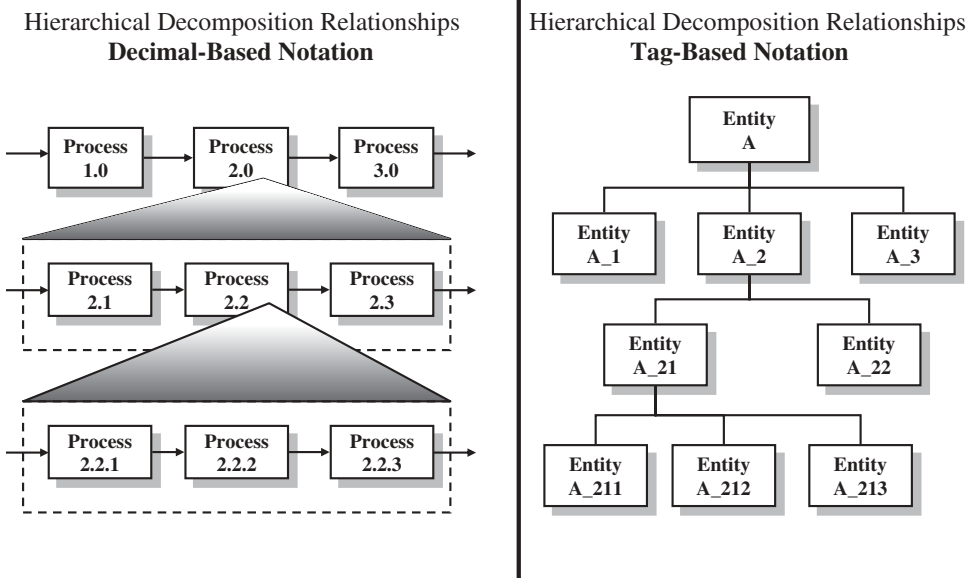 Hierarchical Decomposition Relationships
Decimal-Based Notation
Process
1.0
Process
2.0
Process
3.0
Process
2.1
Process
2.2
Process
2.3
Process
2.2.1
Process
2.2.2
Process
2.2.3
Hierarchical Decomposition Relationships
Tag-Based Notation
Entity
A
Entity
A_1
Entity
A_2
Entity
A_3
Entity
A_21
Entity
A_22
Entity
A_211
Entity
A_212
Entity
A_213